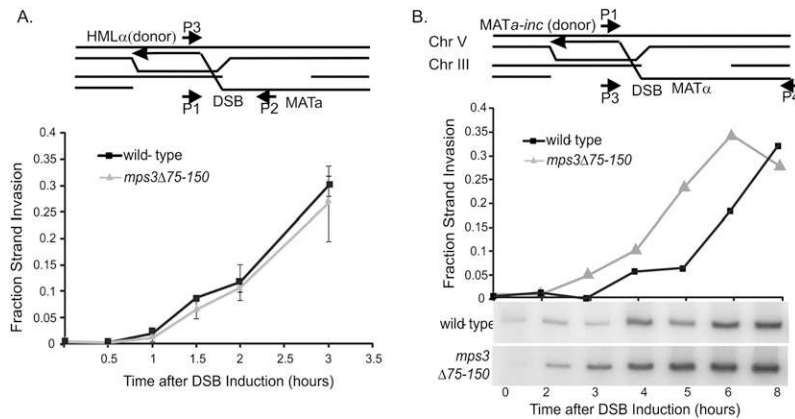 A.
P3
HMLα(donor)
P1
DSB
P2
MATa
0.4
0.35
0.3
0.25
0.2
0.15
0.1
0.05
0
Fraction Strand Invasion
wild- type
mps3Δ75-150
0.5
1
1.5
2
2.5
3
3.5
Time after DSB Induction (hours)
B.
P1
MATa-inc (donor)
Chr V
Chr III
P3
DSB
MATα
P4
0.4
0.35
0.3
0.25
0.2
0.15
0.1
0.05
0
Fraction Strand Invasion
wild-type
mps3Δ75-150
wild-type
mps3
Δ75-150
0 2 3 4 5 6 8
Time after DSB Induction (hours)